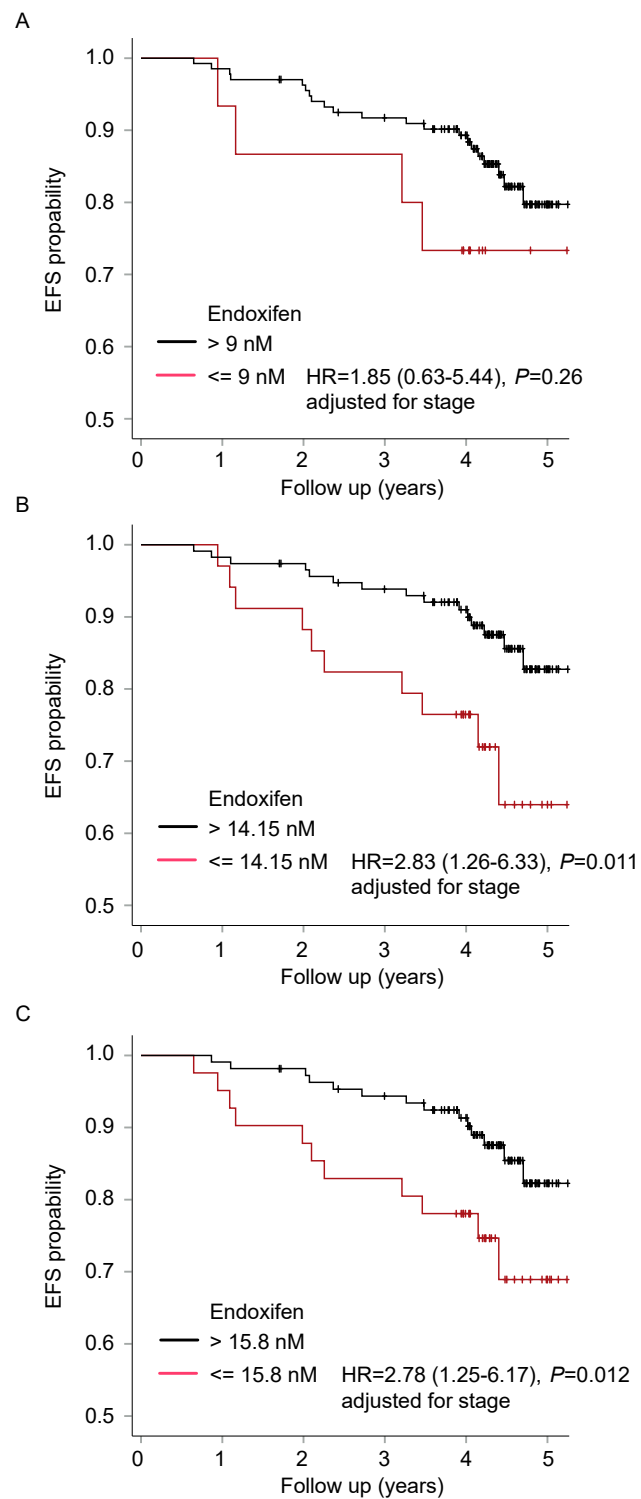 A
1.0
0.9
0.8
0.7
0.6
0.5
EFS propability
Endoxifen
> 9 nM
<= 9 nM HR=1.85 (0.63-5.44), P=0.26
adjusted for stage
0 1 2 3 4 5
Follow up (years)
B
1.0
0.9
0.8
0.7
0.6
0.5
EFS propability
Endoxifen
> 14.15 nM
<= 14.15 nM HR=2.83 (1.26-6.33), P=0.011
adjusted for stage
0 1 2 3 4 5
Follow up (years)
C
1.0
0.9
0.8
0.7
0.6
0.5
EFS propability
Endoxifen
> 15.8 nM
<= 15.8 nM HR=2.78 (1.25-6.17), P=0.012
adjusted for stage
0 1 2 3 4 5
Follow up (years)